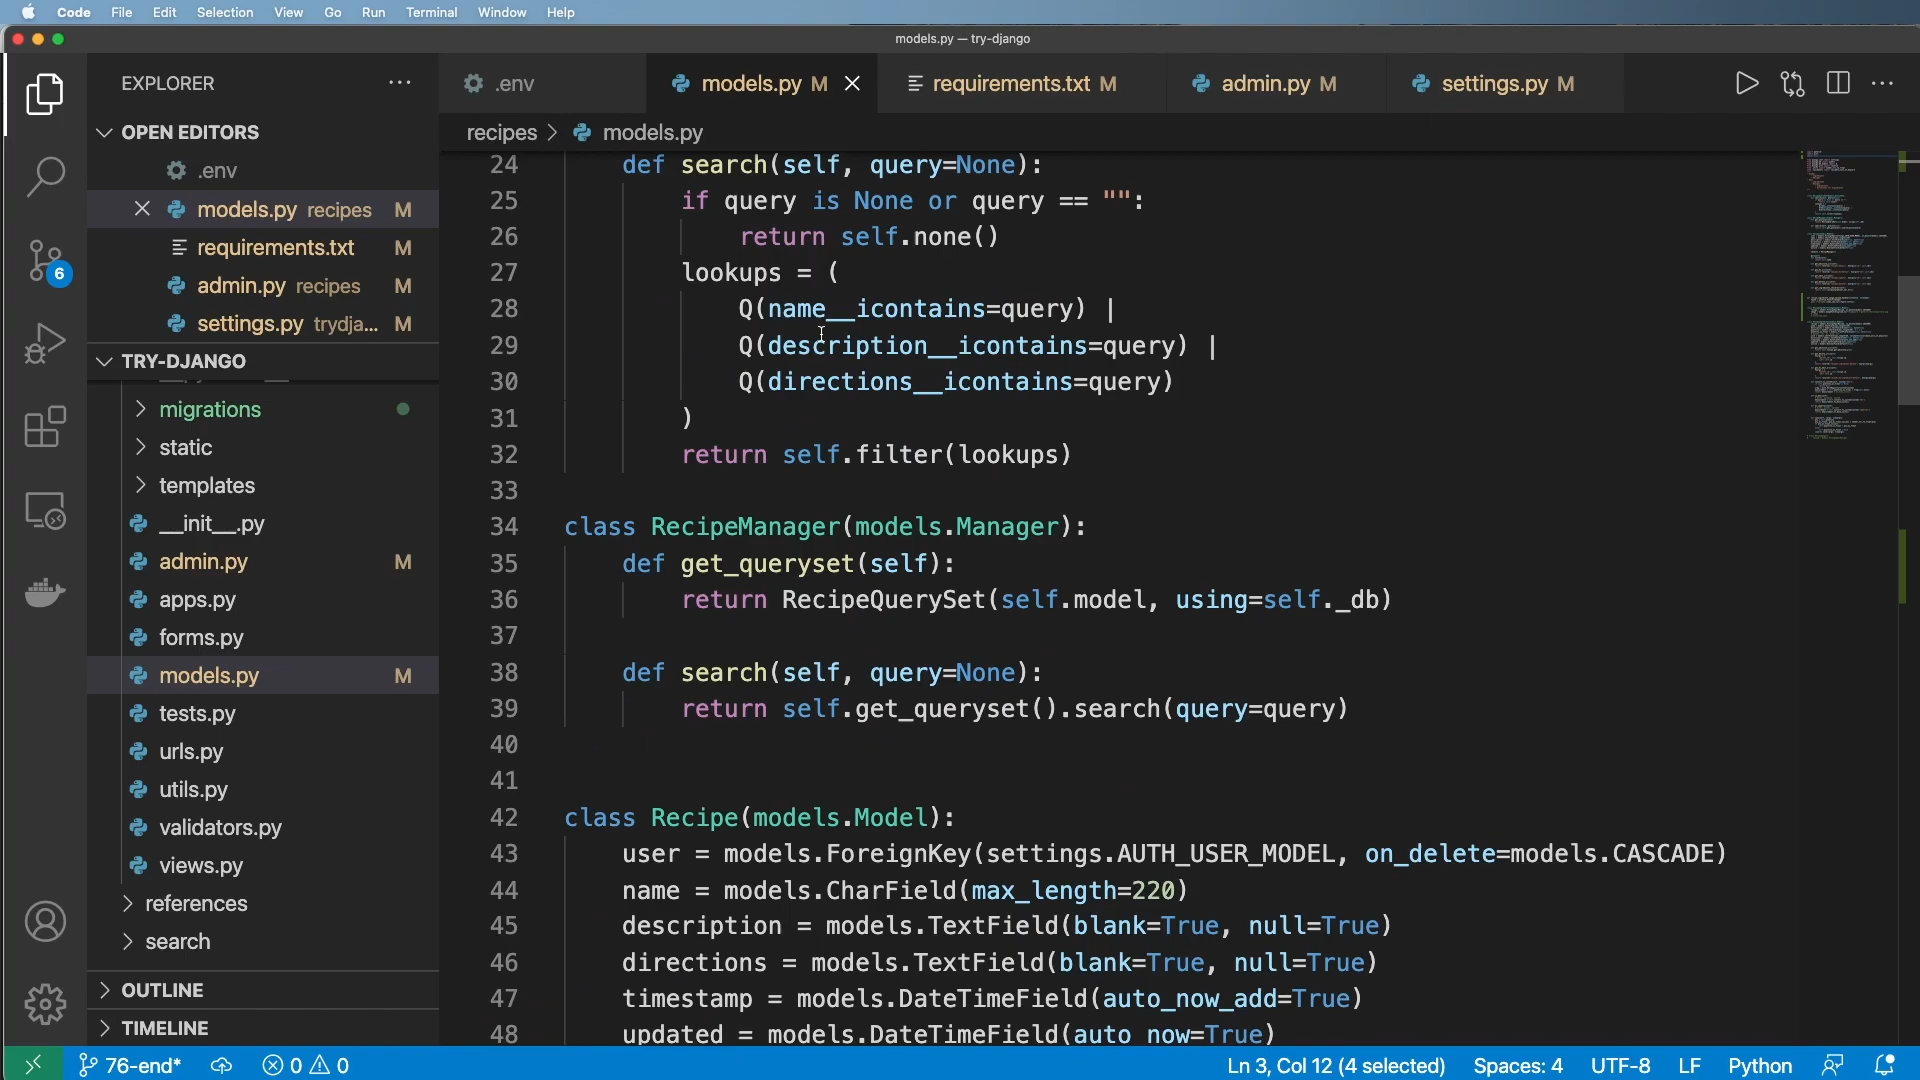 Code File Edit Selection View Go Run Terminal Window Help
models.py — try-django
EXPLORER
.env
models.py M
requirements.txt M
admin.py M
settings.py M
recipes > models.py
OPEN EDITORS
.env
models.py recipes M
requirements.txt M
admin.py recipes M
settings.py trydja... M
TRY-DJANGO
migrations
static
templates
__init__.py
admin.py M
apps.py
forms.py
models.py M
tests.py
urls.py
utils.py
validators.py
views.py
references
search
OUTLINE
TIMELINE
6
24 def search(self, query=None):
25 if query is None or query == "":
26 return self.none()
27 lookups = (
28 Q(name__icontains=query) |
29 Q(description__icontains=query) |
30 Q(directions__icontains=query)
31 )
32 return self.filter(lookups)
33
34 class RecipeManager(models.Manager):
35 def get_queryset(self):
36 return RecipeQuerySet(self.model, using=self._db)
37
38 def search(self, query=None):
39 return self.get_queryset().search(query=query)
40
41
42 class Recipe(models.Model):
43 user = models.ForeignKey(settings.AUTH_USER_MODEL, on_delete=models.CASCADE)
44 name = models.CharField(max_length=220)
45 description = models.TextField(blank=True, null=True)
46 directions = models.TextField(blank=True, null=True)
47 timestamp = models.DateTimeField(auto_now_add=True)
48 updated = models.DateTimeField(auto_now=True)
76-end* 0 0 Ln 3, Col 12 (4 selected) Spaces: 4 UTF-8 LF Python